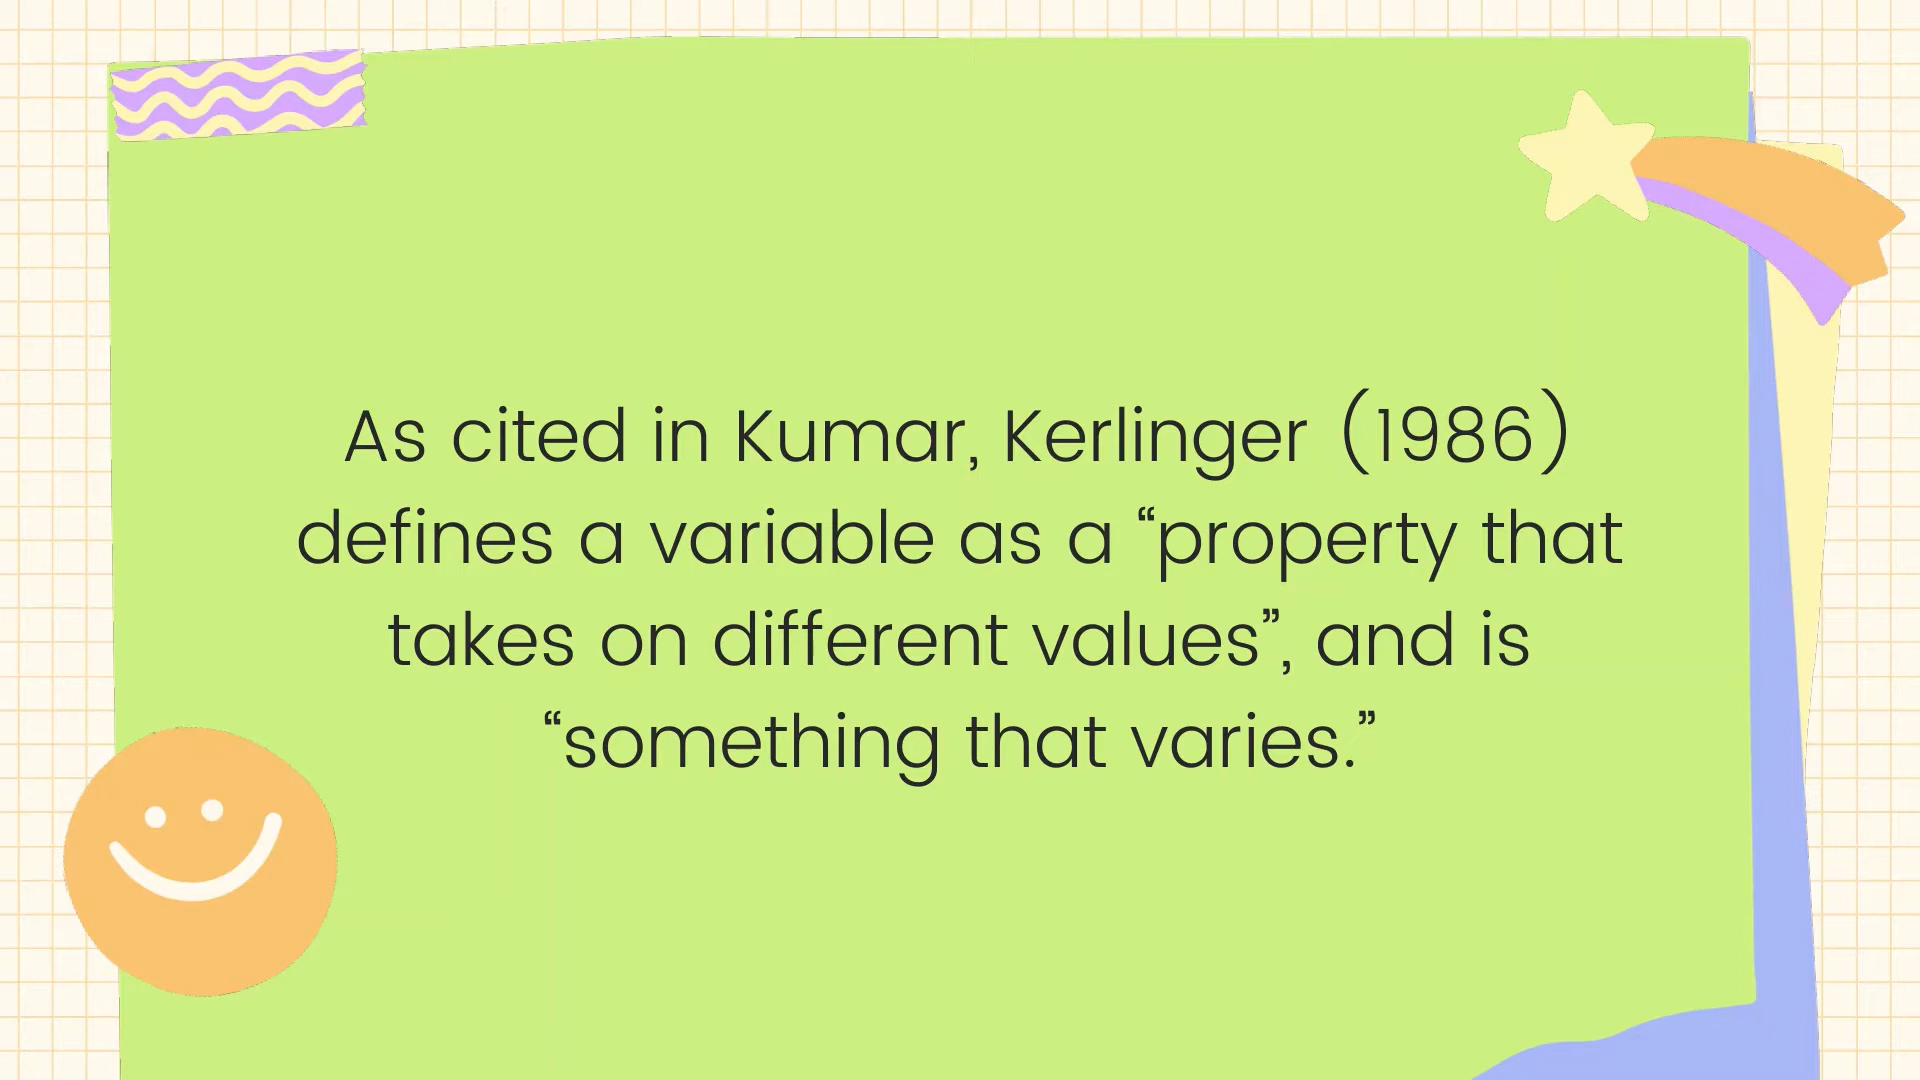 As cited in Kumar, Kerlinger (1986)
defines a variable as a “property that
takes on different values”, and is
“something that varies.”